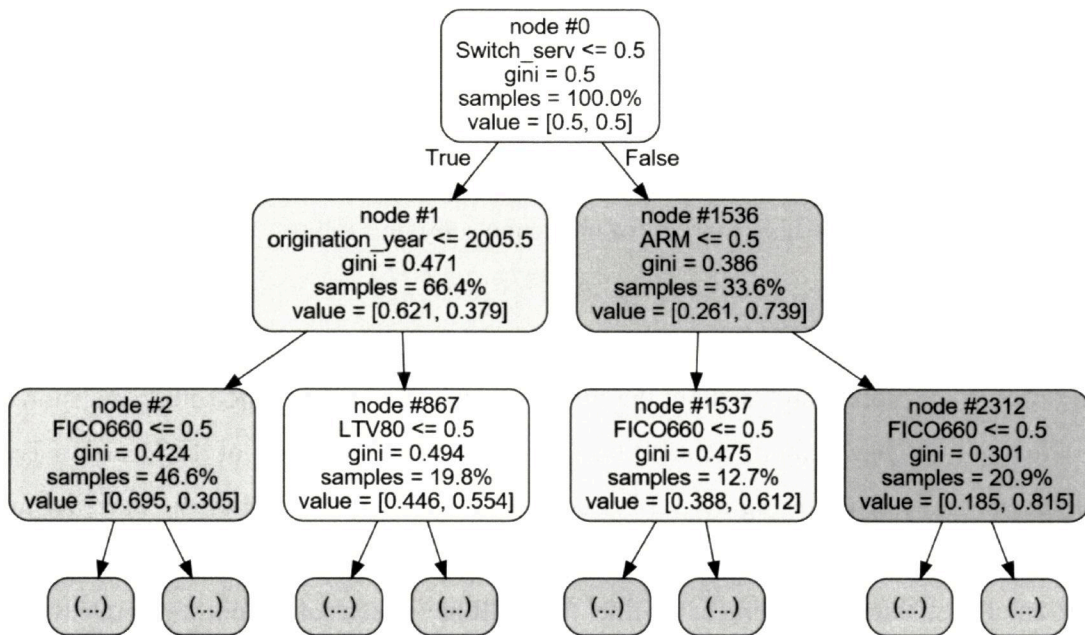 node #0
Switch_serv <= 0.5
gini = 0.5
samples = 100.0%
value = [0.5, 0.5]
True
False
node #1
origination_year <= 2005.5
gini = 0.471
samples = 66.4%
value = [0.621, 0.379]
node #1536
ARM <= 0.5
gini = 0.386
samples = 33.6%
value = [0.261, 0.739]
node #2
FICO660 <= 0.5
gini = 0.424
samples = 46.6%
value = [0.695, 0.305]
node #867
LTV80 <= 0.5
gini = 0.494
samples = 19.8%
value = [0.446, 0.554]
node #1537
FICO660 <= 0.5
gini = 0.475
samples = 12.7%
value = [0.388, 0.612]
node #2312
FICO660 <= 0.5
gini = 0.301
samples = 20.9%
value = [0.185, 0.815]
(...)
(...)
(...)
(...)
(...)
(...)
(...)
(...)